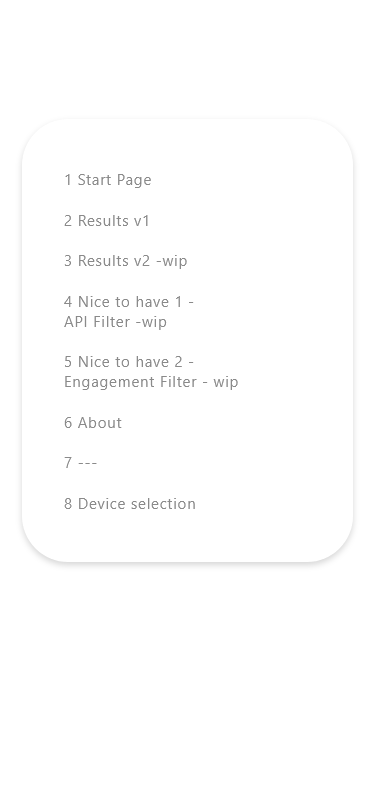 1 Start Page
2 Results v1
3 Results v2 -wip
4 Nice to have 1 -
API Filter -wip
5 Nice to have 2 -
Engagement Filter - wip
6 About
7 ---
8 Device selection